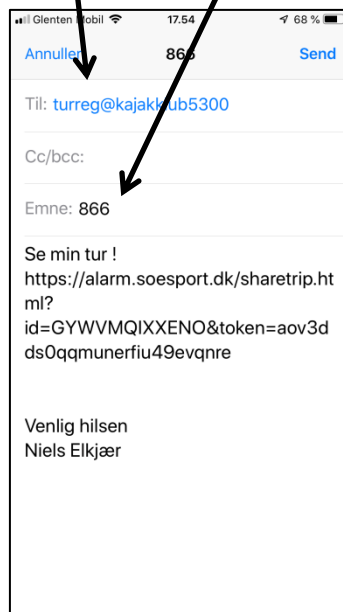 Glenten Mobil 17.54 68 %
Annuller 866 Send
Til: turreg@kajakklub5300
Cc/bcc:
Emne: 866
Se min tur !
https://alarm.soesport.dk/sharetrip.ht
ml?
id=GYWVMQIXXENO&token=aov3d
ds0qqmunerfiu49evqnre
Venlig hilsen
Niels Elkjær